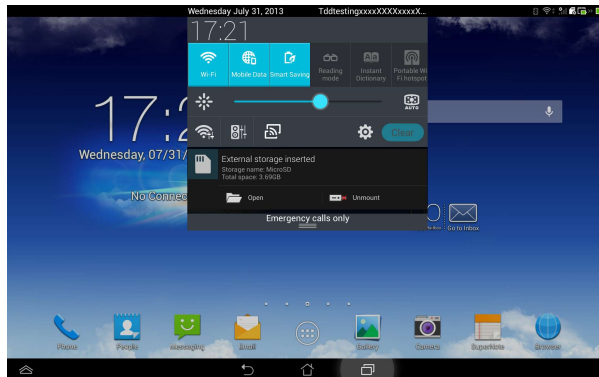 Wednesday July 31, 2013 TddtestingxxxxXXXXxxxxX...
17:21
Wi-Fi
Mobile Data
Smart Saving
Reading mode
Instant Dictionary
Portable Wi Fi hotspot
AUTO
Clear
17:2
Wednesday, 07/31/
No Connec
External storage inserted
Storage name: MicroSD
Total space: 3.69GB
Open
Unmount
Emergency calls only
Go to Inbox
Phone
People
Messaging
Email
Gallery
Camera
SuperNote
Browser